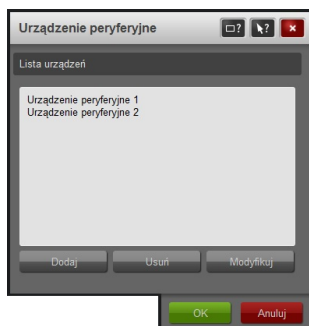 Urządzenie peryferyjne
Lista urządzeń
Urządzenie peryferyjne 1
Urządzenie peryferyjne 2
Dodaj Usuń Modyfikuj
OK Anuluj